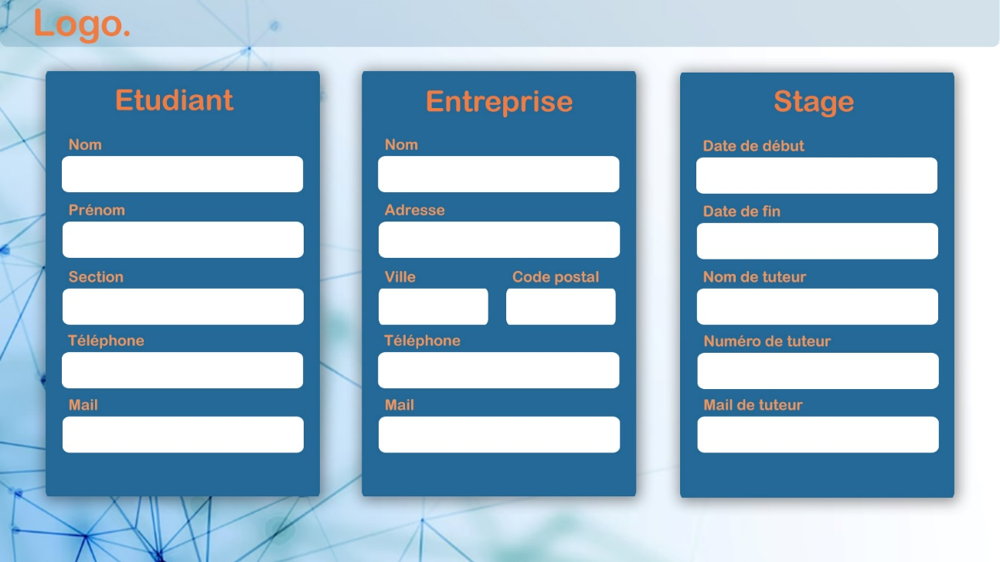 Logo.
Etudiant
Nom
Prénom
Section
Téléphone
Mail
Entreprise
Nom
Adresse
Ville Code postal
Téléphone
Mail
Stage
Date de début
Date de fin
Nom de tuteur
Numéro de tuteur
Mail de tuteur